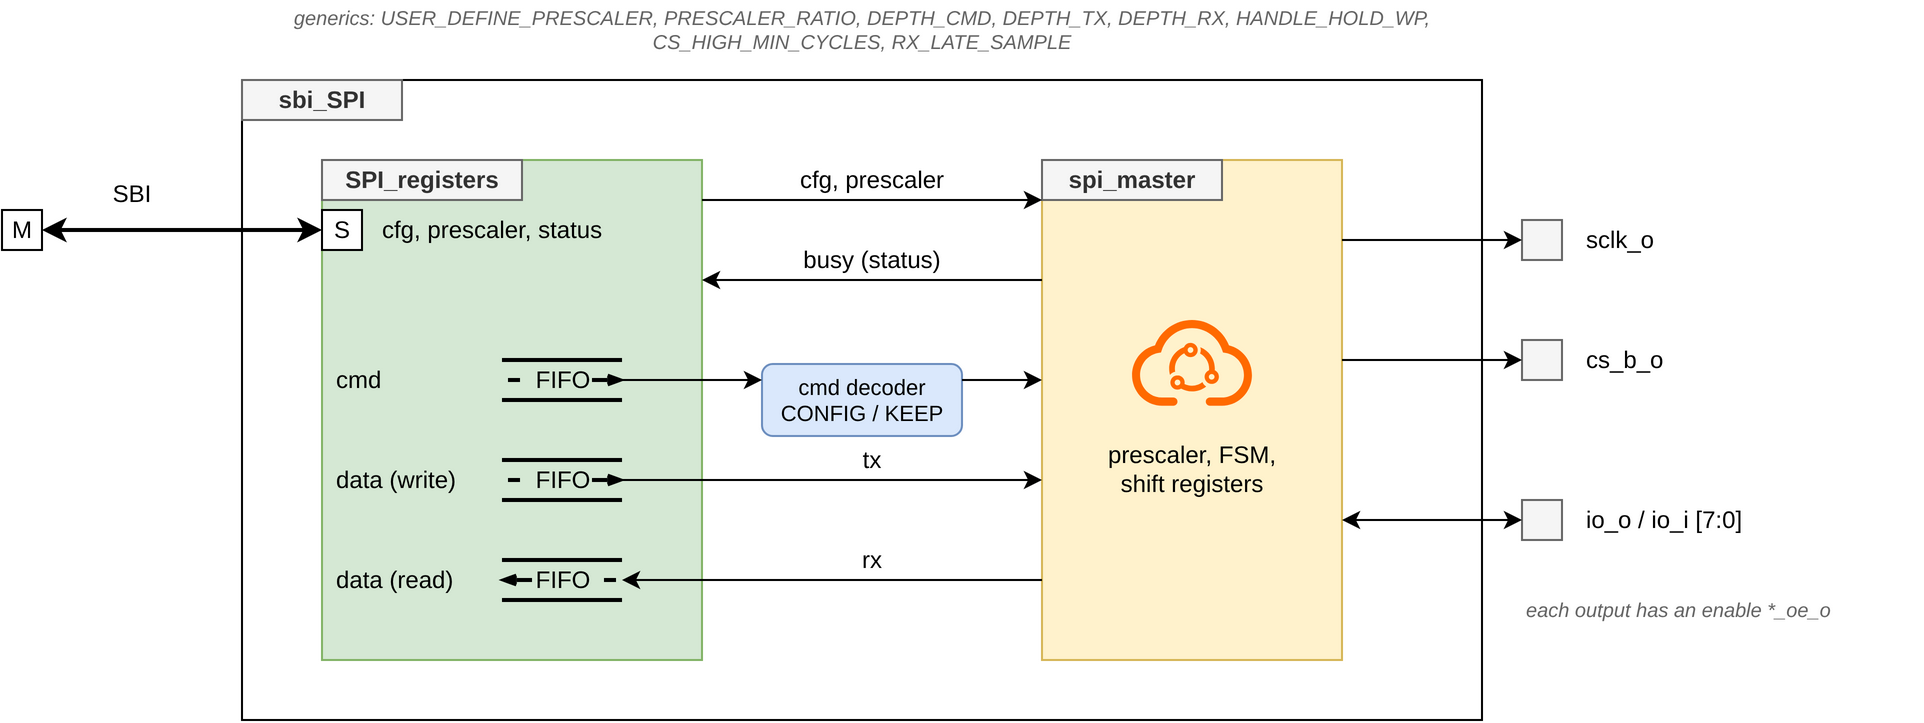 generics: USER_DEFINE_PRESCALER, PRESCALER_RATIO, DEPTH_CMD, DEPTH_TX, DEPTH_RX, HANDLE_HOLD_WP,
CS_HIGH_MIN_CYCLES, RX_LATE_SAMPLE
sbi_SPI
SPI_registers
cfg, prescaler
spi_master
SBI
M
S
cfg, prescaler, status
sclk_o
busy (status)
cs_b_o
cmd
FIFO
cmd decoder
CONFIG / KEEP
prescaler, FSM,
shift registers
data (write)
FIFO
tx
io_o / io_i [7:0]
data (read)
FIFO
rx
each output has an enable *_oe_o